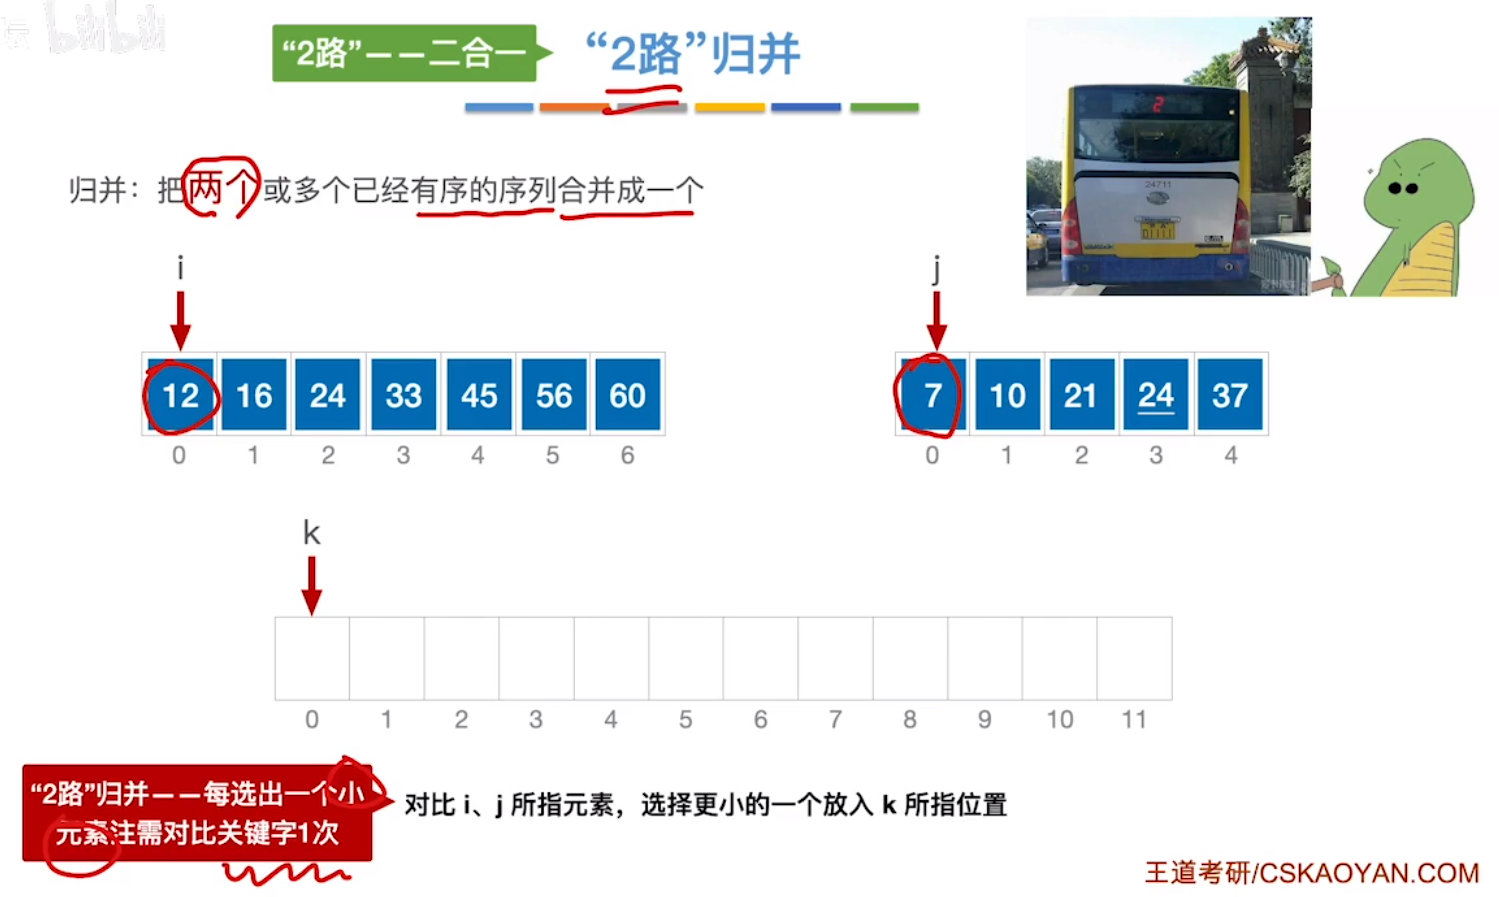 坛 bilibili
“2路”——二合一
“2路”归并
归并：把两个或多个已经有序的序列合并成一个
2
24711
i
j
12 16 24 33 45 56 60
0 1 2 3 4 5 6
7 10 21 24 37
0 1 2 3 4
k
0 1 2 3 4 5 6 7 8 9 10 11
“2路”归并——每选出一个小
元素注需对比关键字1次
对比 i、j 所指元素，选择更小的一个放入 k 所指位置
王道考研/CSKAOYAN.COM